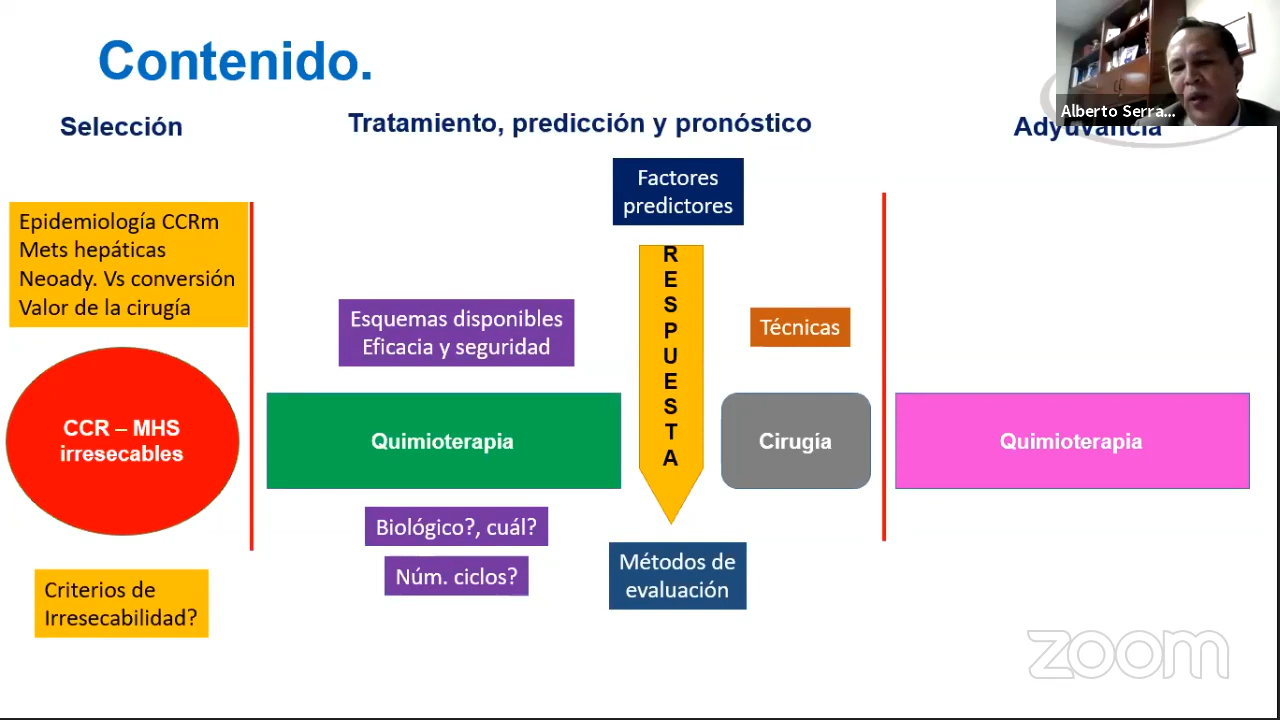 Contenido.
Alberto Serra...
Selección
Tratamiento, predicción y pronóstico
Adyuvancia
Factores
predictores
Epidemiología CCRm
Mets hepáticas
Neoady. Vs conversión
Valor de la cirugía
RESPUESTA
Esquemas disponibles
Eficacia y seguridad
Técnicas
CCR – MHS
irresecables
Quimioterapia
Cirugía
Quimioterapia
Biológico?, cuál?
Núm. ciclos?
Métodos de
evaluación
Criterios de
Irresecabilidad?
zoom